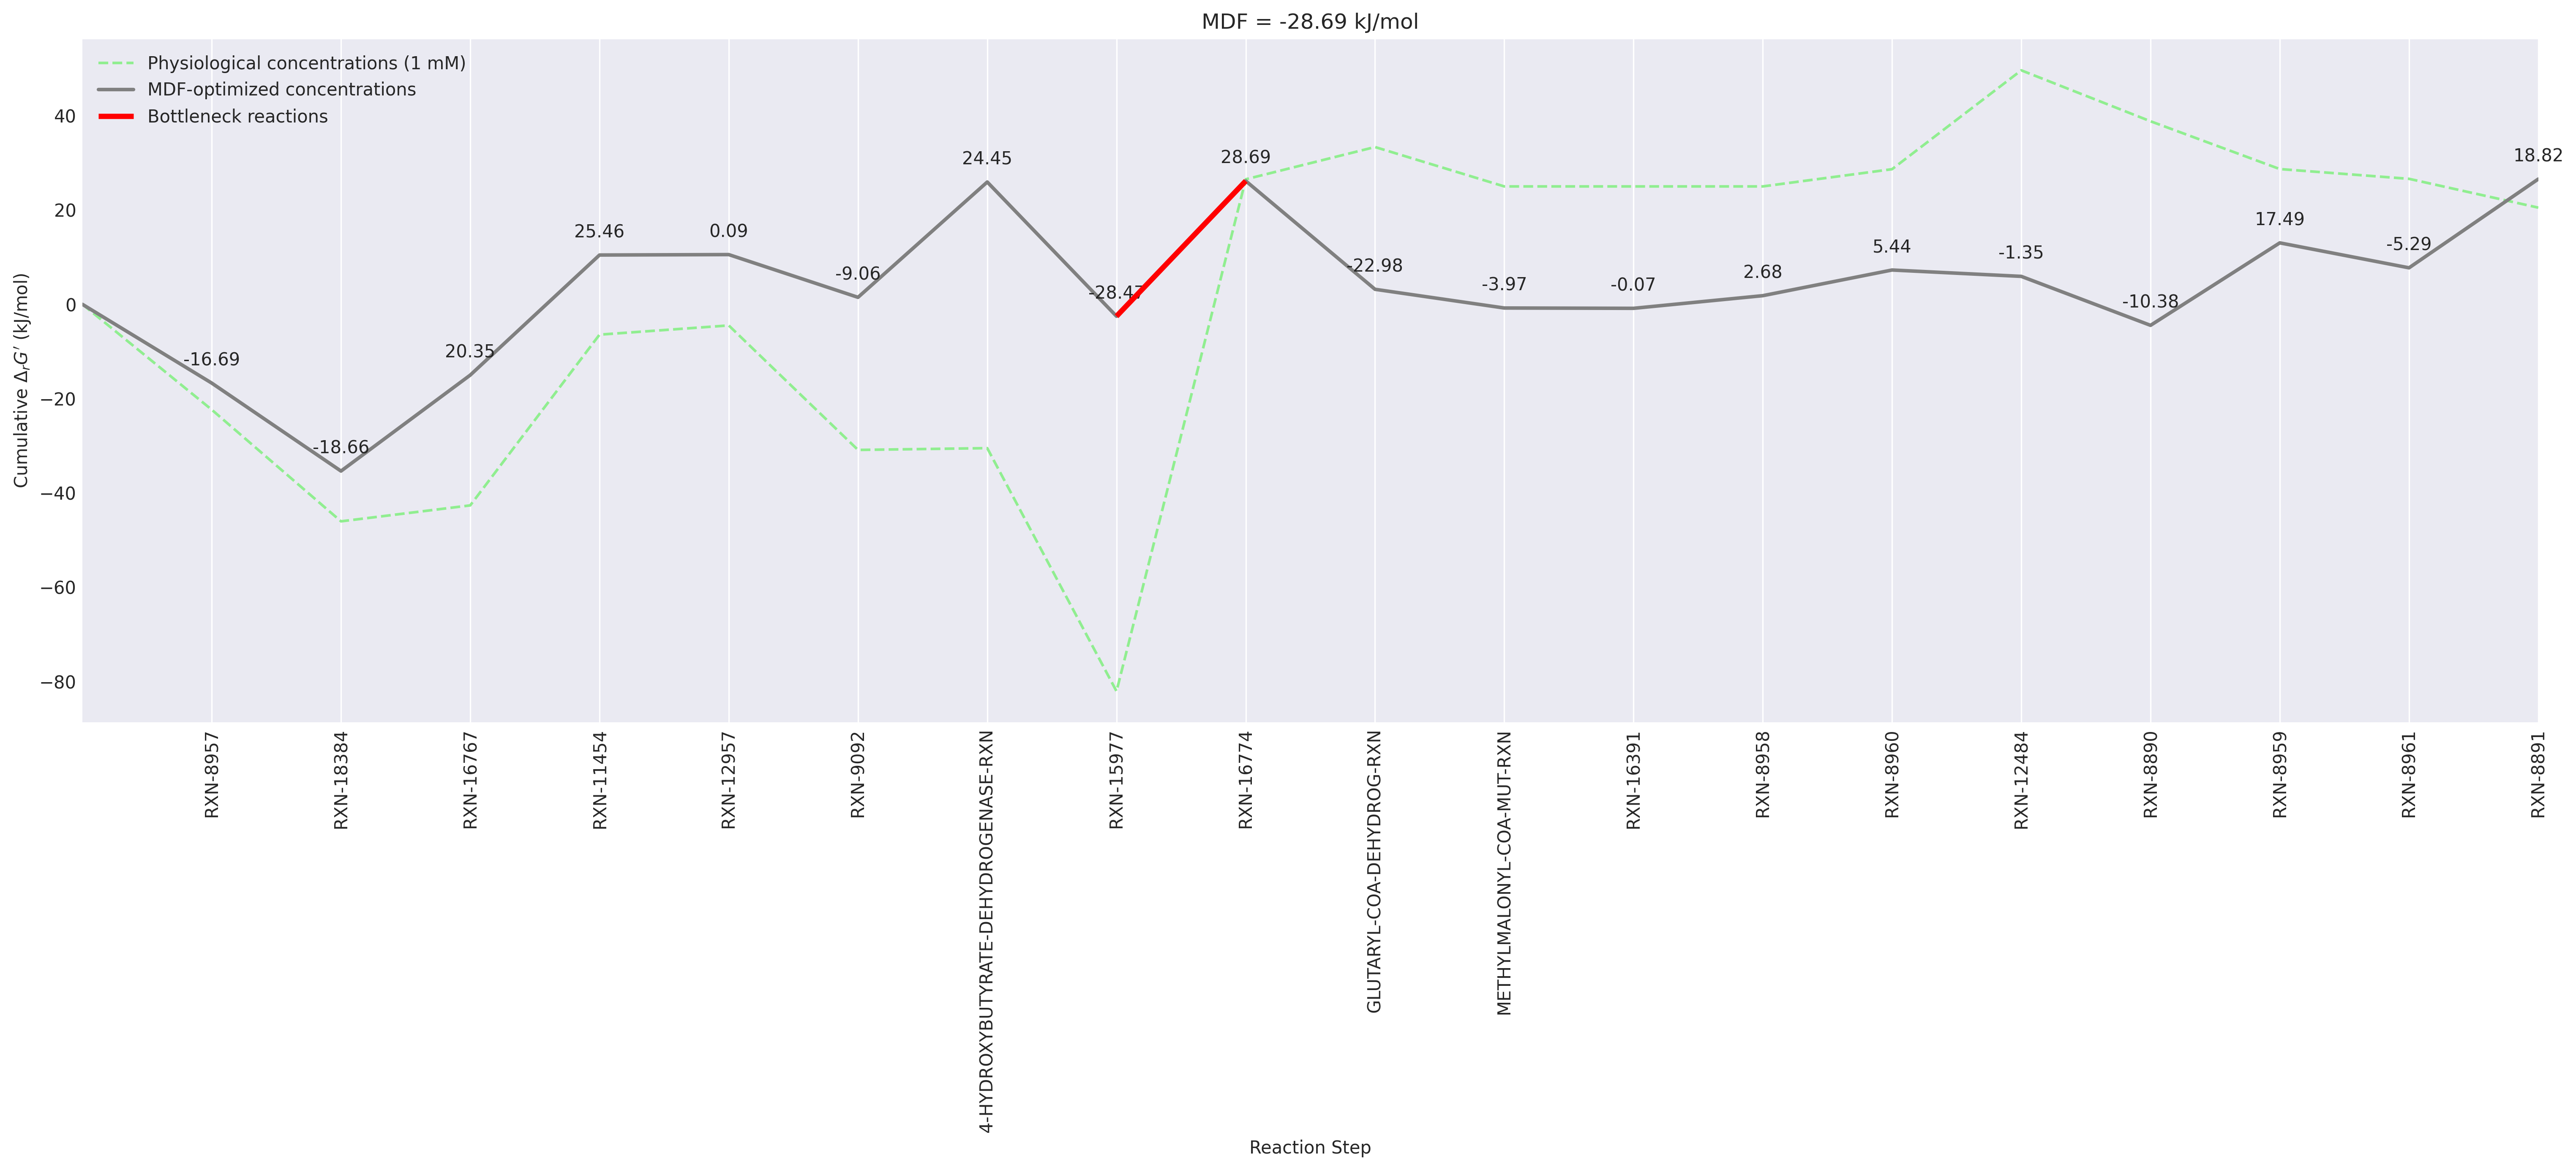 MDF = -28.69 kJ/mol
Physiological concentrations (1 mM)
MDF-optimized concentrations
Bottleneck reactions
Cumulative Δ_rG′ (kJ/mol)
40
20
0
−20
−40
−60
−80
-16.69
-18.66
20.35
25.46
0.09
-9.06
24.45
28.69
-22.98
-3.97
-0.07
2.68
5.44
-1.35
-10.38
17.49
-5.29
18.82
RXN-8957
RXN-18384
RXN-16767
RXN-11454
RXN-12957
RXN-9092
4-HYDROXYBUTYRATE-DEHYDROGENASE-RXN
RXN-15977
RXN-16774
GLUTARYL-COA-DEHYDROG-RXN
METHYLMALONYL-COA-MUT-RXN
RXN-16391
RXN-8958
RXN-8960
RXN-12484
RXN-8890
RXN-8959
RXN-8961
RXN-8891
Reaction Step